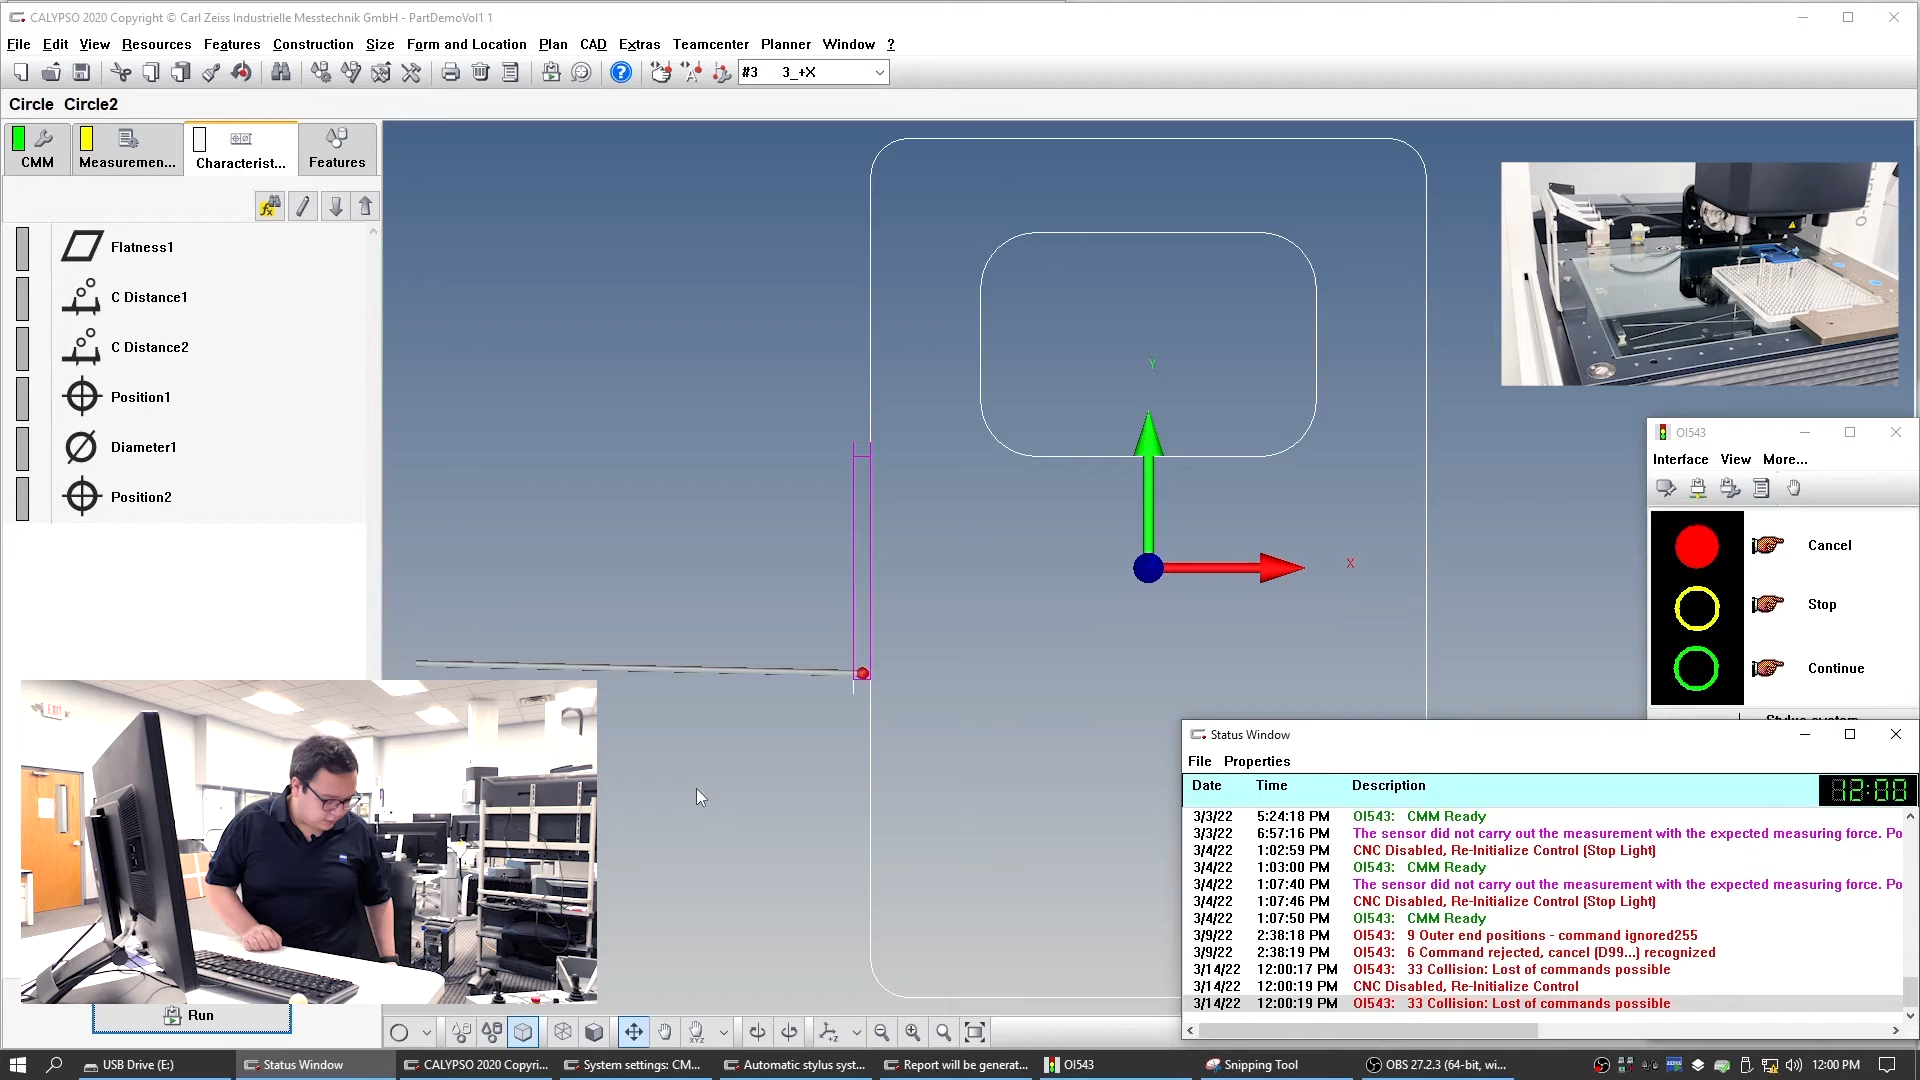 CALYPSO 2020 Copyright © Carl Zeiss Industrielle Messtechnik GmbH - PartDemoVol1 1
File Edit View Resources Features Construction Size Form and Location Plan CAD Extras Teamcenter Planner Window ?
#3 3_+X
Circle Circle2
CMM Measuremen... Characterist... Features
Flatness1
C Distance1
C Distance2
Position1
Diameter1
Position2
Run
EXIT
Y
X
XYZ
OI543
Interface View More...
Cancel
Stop
Continue
Status Window
File Properties
Date Time Description
12:00
3/3/22 5:24:18 PM OI543: CMM Ready
3/3/22 6:57:16 PM The sensor did not carry out the measurement with the expected measuring force. Po
3/4/22 1:02:59 PM CNC Disabled, Re-Initialize Control (Stop Light)
3/4/22 1:03:00 PM OI543: CMM Ready
3/4/22 1:07:40 PM The sensor did not carry out the measurement with the expected measuring force. Po
3/4/22 1:07:46 PM CNC Disabled, Re-Initialize Control (Stop Light)
3/4/22 1:07:50 PM OI543: CMM Ready
3/9/22 2:38:18 PM OI543: 9 Outer end positions - command ignored255
3/9/22 2:38:19 PM OI543: 6 Command rejected, cancel (D99...) recognized
3/14/22 12:00:17 PM OI543: 33 Collision: Lost of commands possible
3/14/22 12:00:19 PM CNC Disabled, Re-Initialize Control
3/14/22 12:00:19 PM OI543: 33 Collision: Lost of commands possible
USB Drive (E:) Status Window CALYPSO 2020 Copyri... System settings: CM... Automatic stylus syst... Report will be generat... OI543 Snipping Tool OBS 27.2.3 (64-bit, wi... 12:00 PM